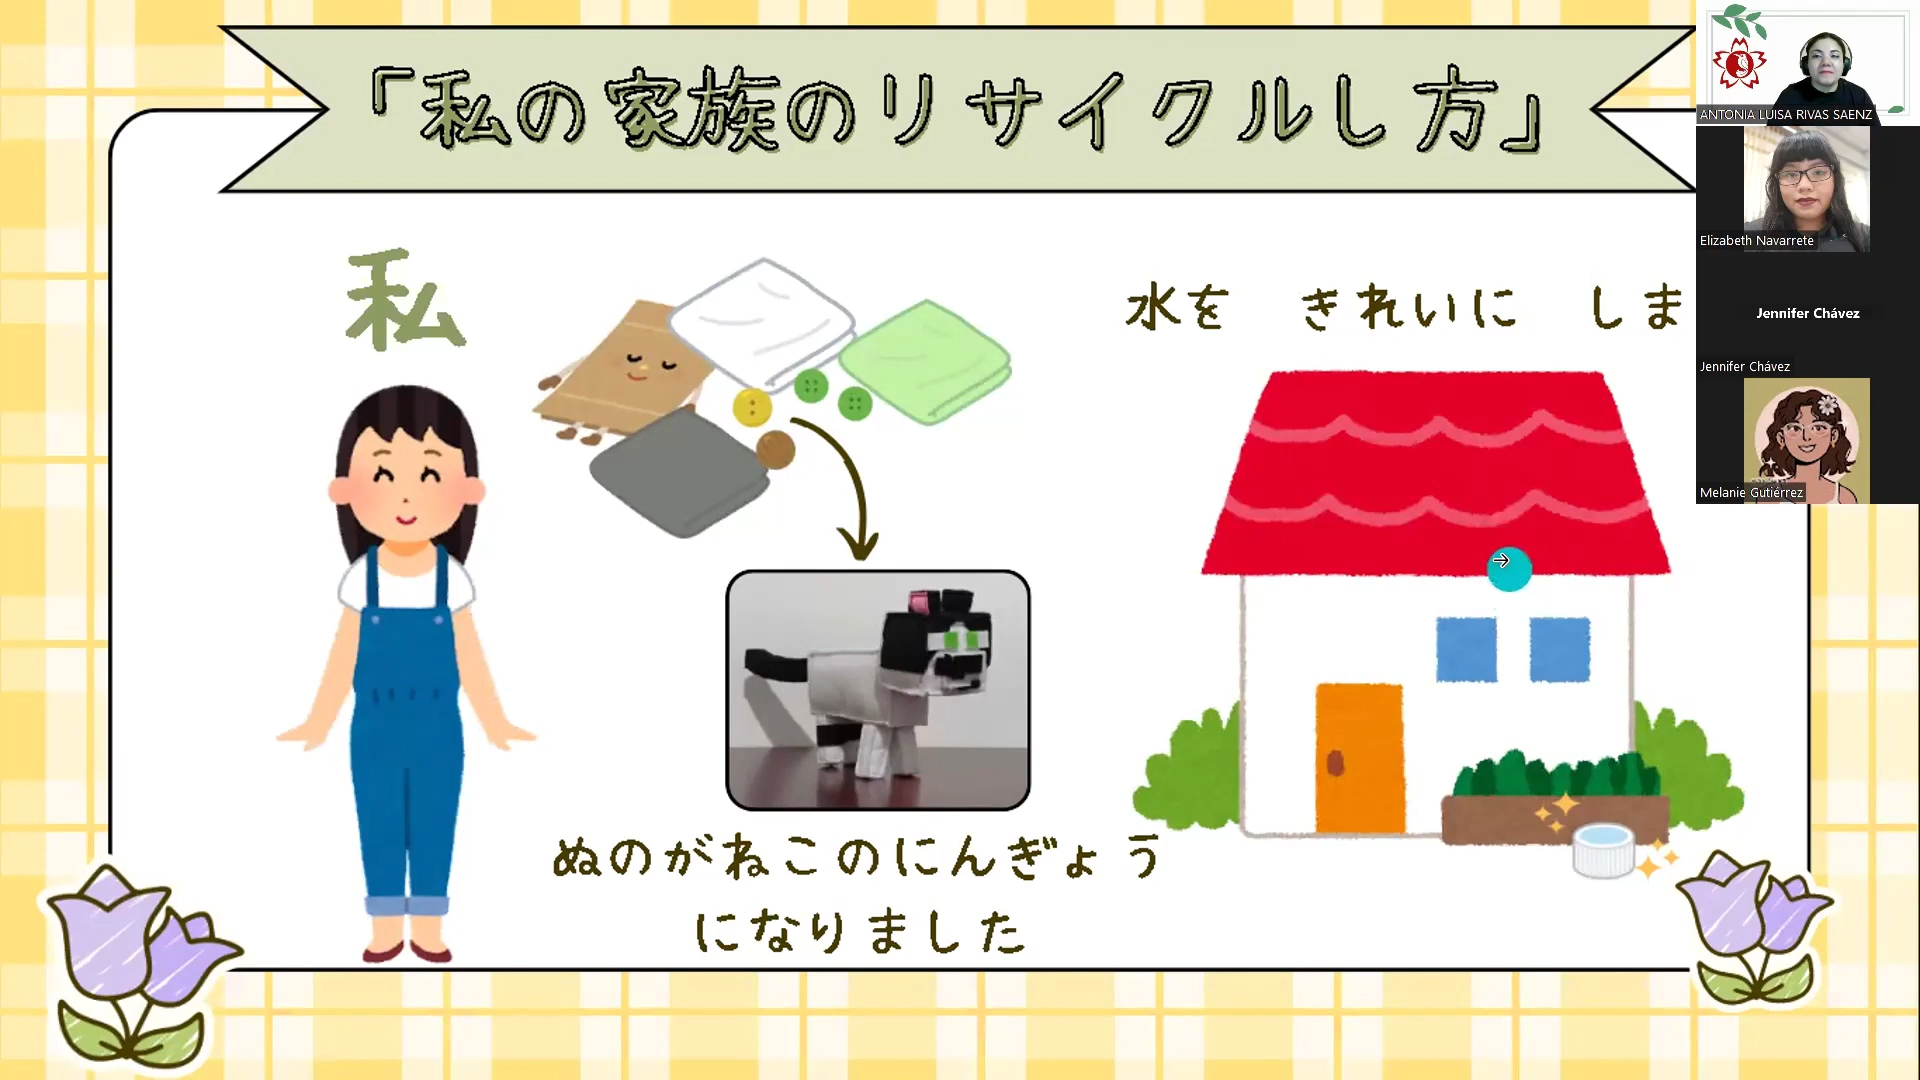 「私の家族のリサイクルし方」
私
水を きれいに しま
ぬのがねこのにんぎょう
になりました
ANTONIA LUISA RIVAS SAENZ
Elizabeth Navarrete
Jennifer Chávez
Jennifer Chávez
Melanie Gutiérrez